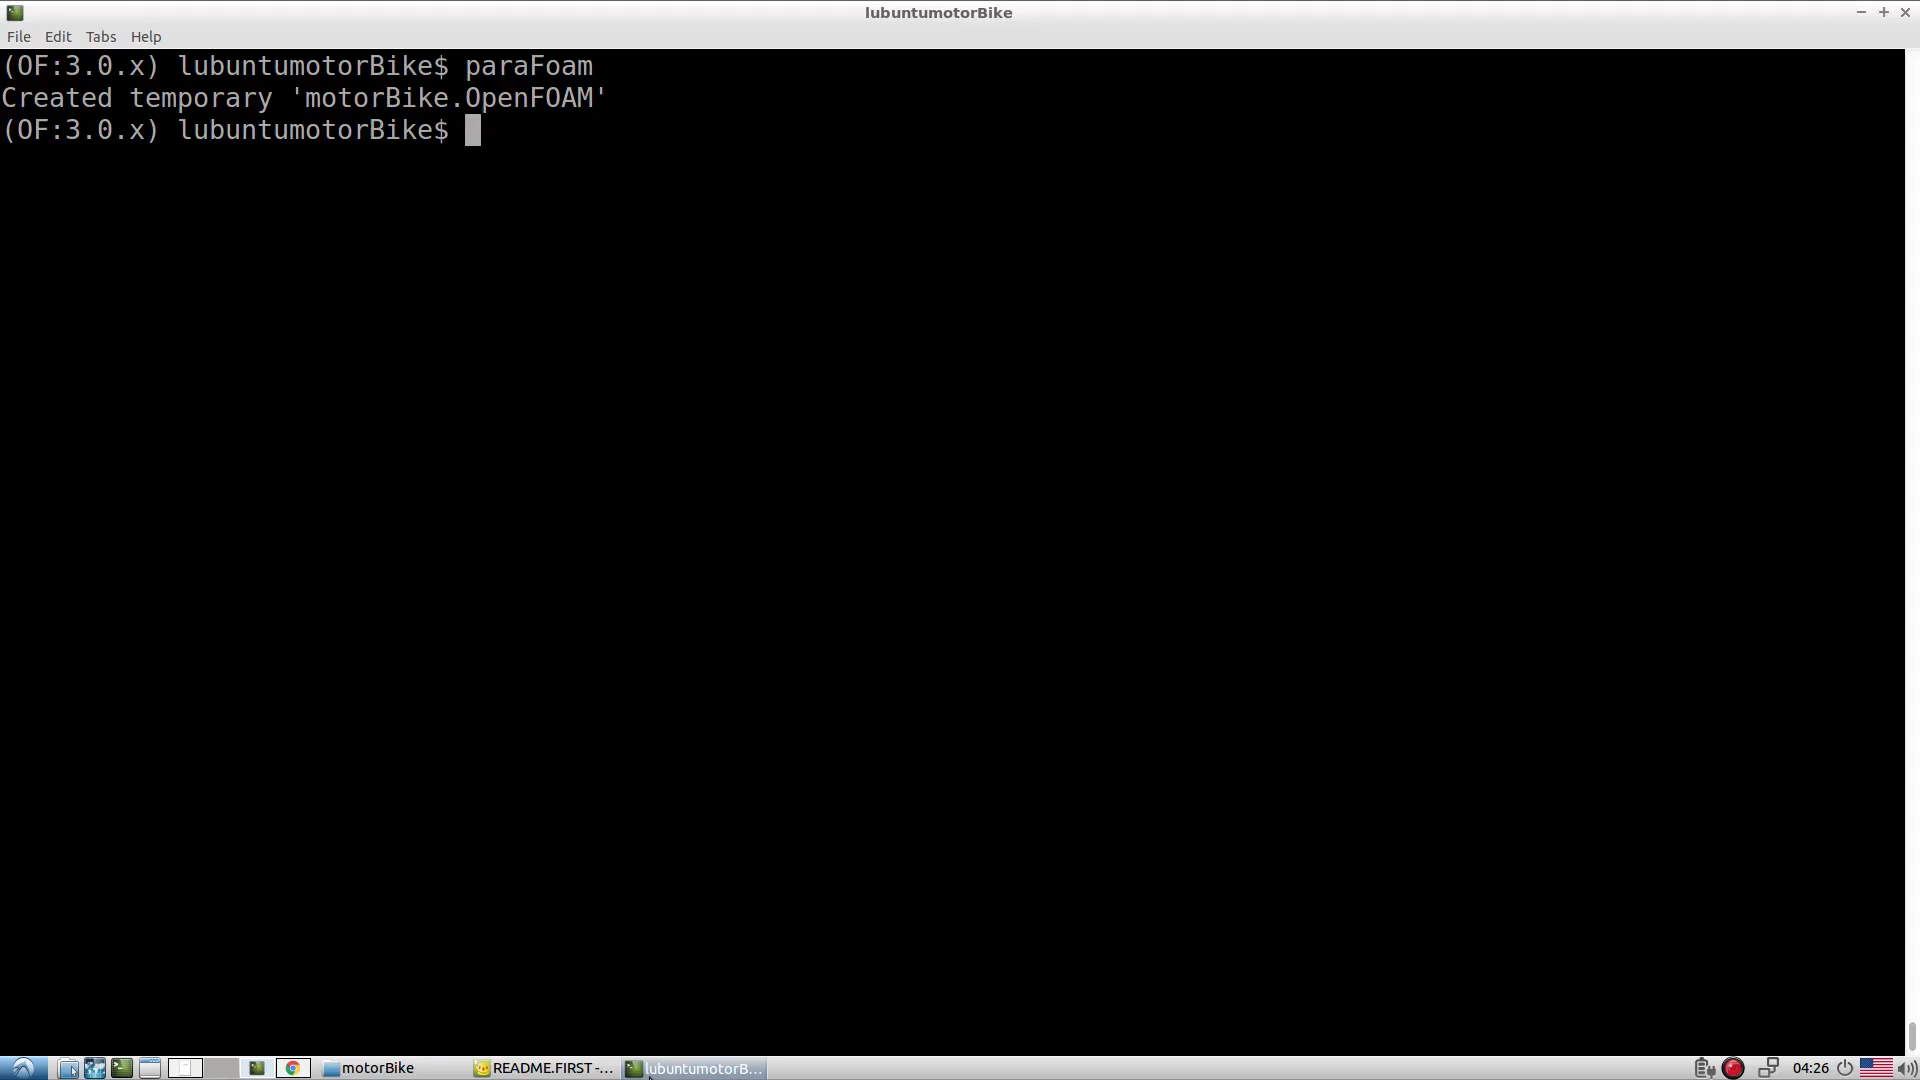 lubuntumotorBike
File Edit Tabs Help
(OF:3.0.x) lubuntumotorBike$ paraFoam
Created temporary 'motorBike.OpenFOAM'
(OF:3.0.x) lubuntumotorBike$
motorBike README.FIRST -... lubuntumotorB... 04:26